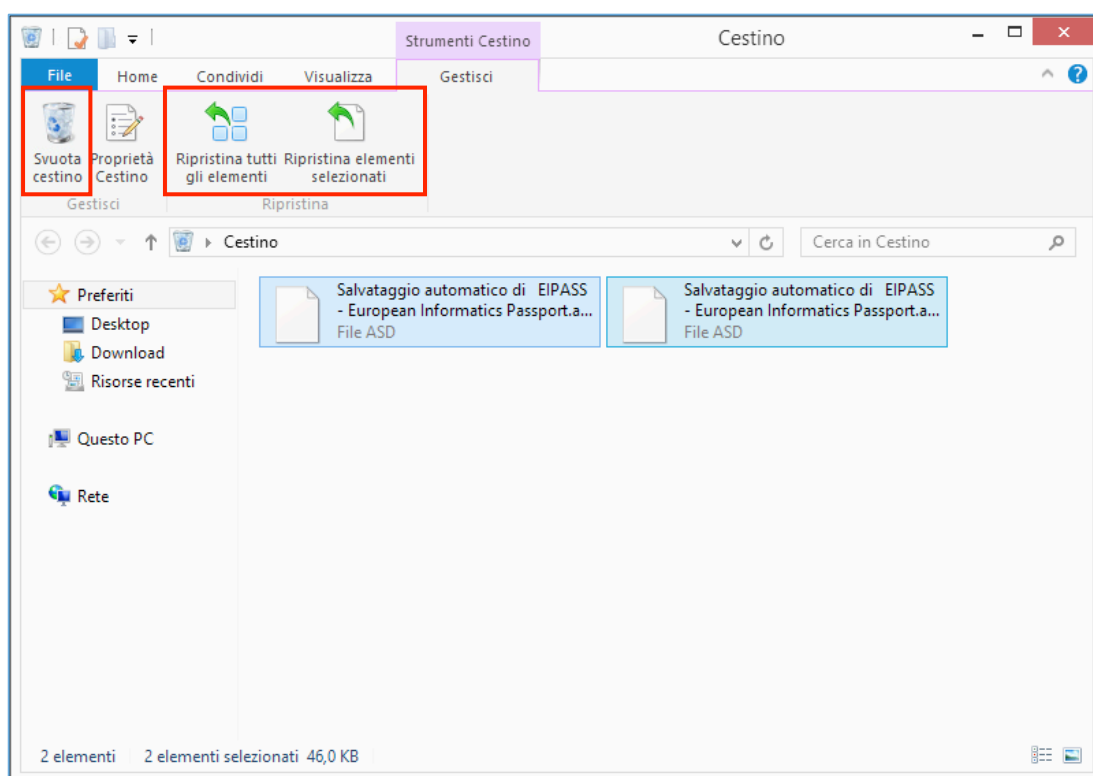 Strumenti Cestino
Cestino
File Home Condividi Visualizza Gestisci
Svuota cestino
Proprietà Cestino
Ripristina tutti gli elementi
Ripristina elementi selezionati
Gestisci
Ripristina
Cestino
Cerca in Cestino
Preferiti
Desktop
Download
Risorse recenti
Questo PC
Rete
Salvataggio automatico di EIPASS
- European Informatics Passport.a...
File ASD
Salvataggio automatico di EIPASS
- European Informatics Passport.a...
File ASD
2 elementi 2 elementi selezionati 46,0 KB